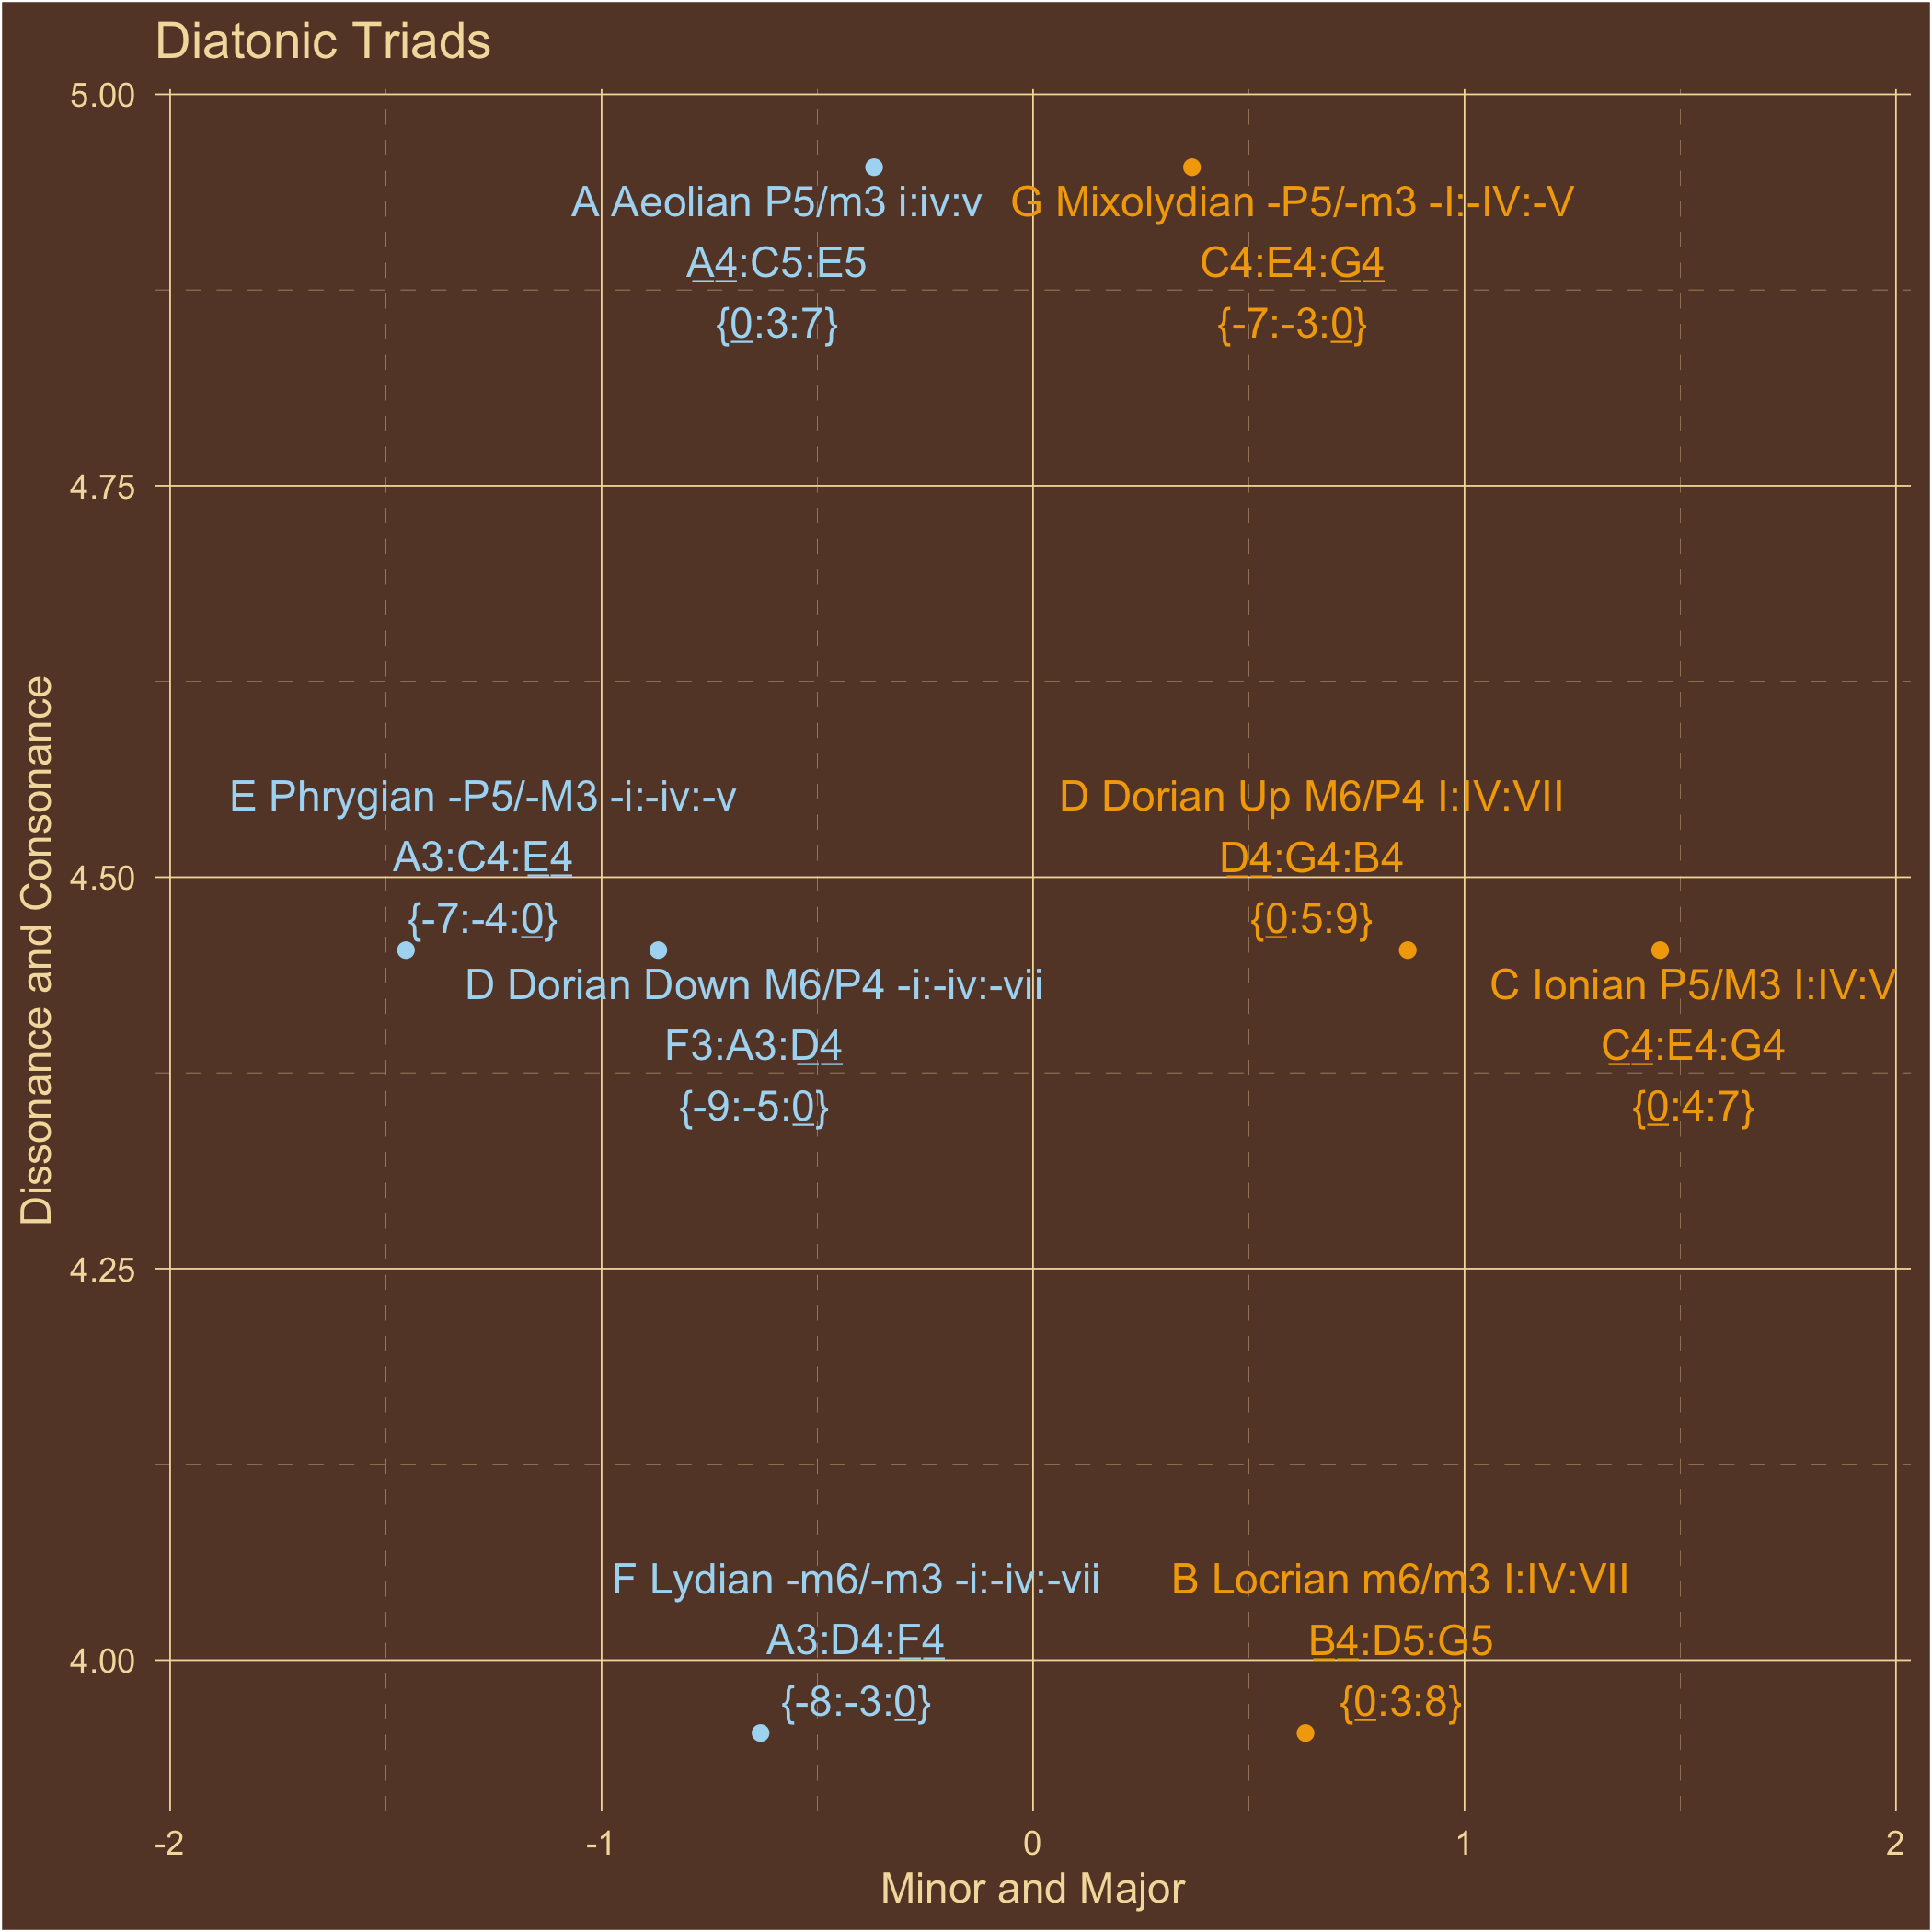 Diatonic Triads
5.00
A Aeolian P5/m3 i:iv:v
A4:C5:E5
{0:3:7}
G Mixolydian -P5/-m3 -I:-IV:-V
C4:E4:G4
{-7:-3:0}
4.75
E Phrygian -P5/-M3 -i:-iv:-v
A3:C4:E4
{-7:-4:0}
D Dorian Up M6/P4 I:IV:VII
D4:G4:B4
{0:5:9}
4.50
D Dorian Down M6/P4 -i:-iv:-vii
F3:A3:D4
{-9:-5:0}
C Ionian P5/M3 I:IV:V
C4:E4:G4
{0:4:7}
4.25
F Lydian -m6/-m3 -i:-iv:-vii
A3:D4:F4
{-8:-3:0}
B Locrian m6/m3 I:IV:VII
B4:D5:G5
{0:3:8}
4.00
Dissonance and Consonance
-2
-1
0
1
2
Minor and Major